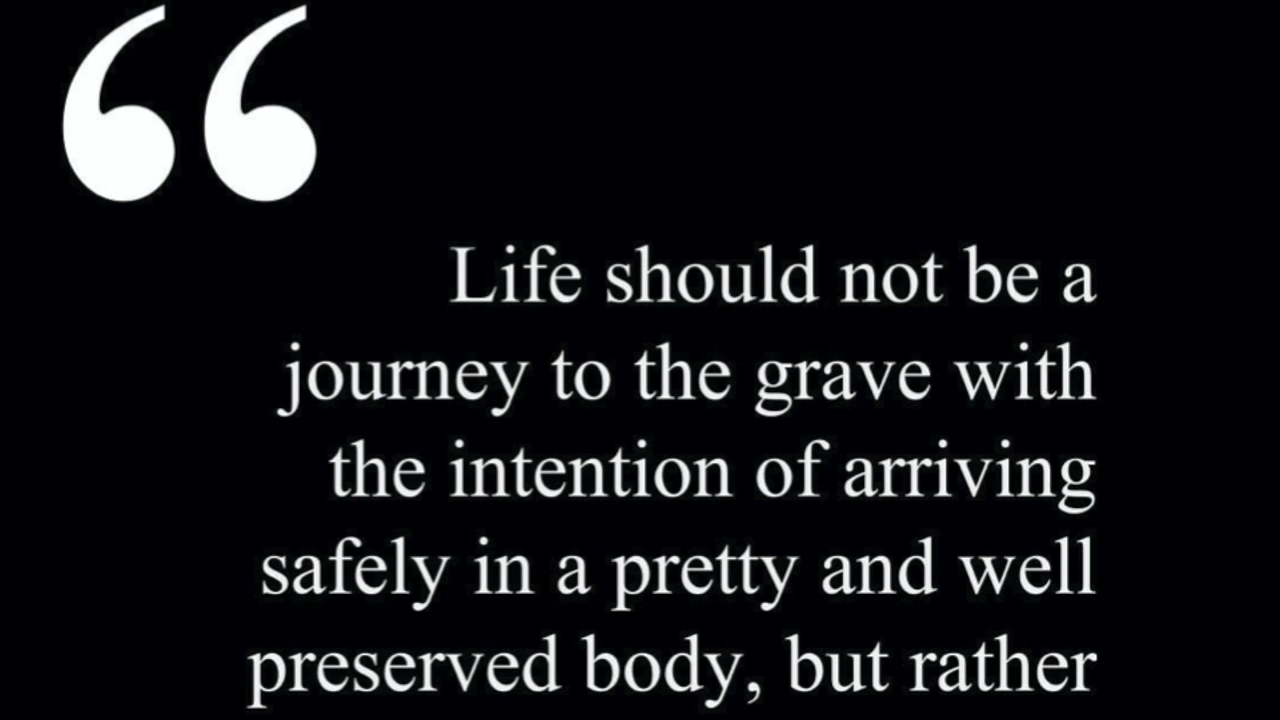 “
Life should not be a
journey to the grave with
the intention of arriving
safely in a pretty and well
preserved body, but rather